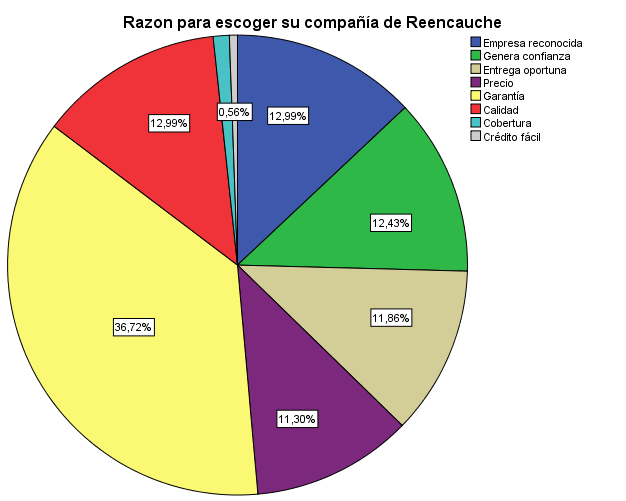 Razon para escoger su compañía de Reencauche
Empresa reconocida
Genera confianza
Entrega oportuna
Precio
Garantía
Calidad
Cobertura
Crédito fácil
12,99%
0,56%
12,99%
12,43%
11,86%
36,72%
11,30%